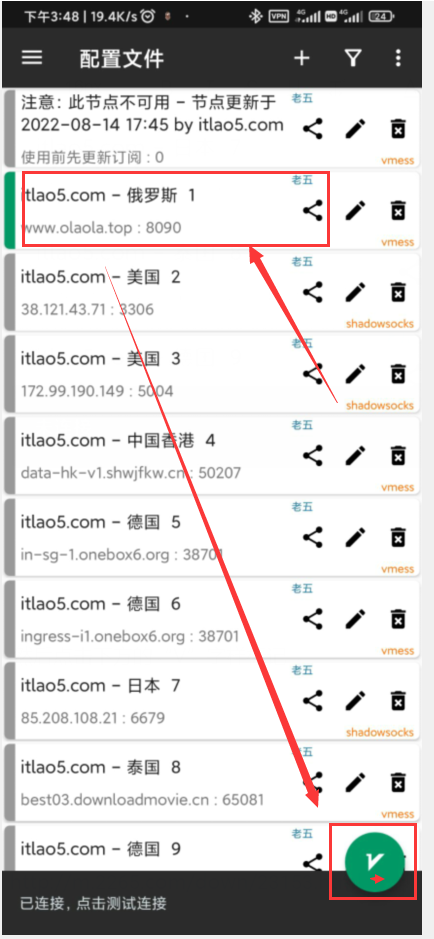 下午3:48 | 19.4K/s
VPN 4G HD 4G 24
配置文件
注意：此节点不可用 - 节点更新于 老五
2022-08-14 17:45 by itlao5.com
使用前先更新订阅 : 0
vmess
itlao5.com - 俄罗斯 1 老五
www.olaola.top : 8090
vmess
itlao5.com - 美国 2 老五
38.121.43.71 : 3306
shadowsocks
itlao5.com - 美国 3 老五
172.99.190.149 : 5004
shadowsocks
itlao5.com - 中国香港 4 老五
data-hk-v1.shwjfkw.cn : 50207
vmess
itlao5.com - 德国 5 老五
in-sg-1.onebox6.org : 38701
vmess
itlao5.com - 德国 6 老五
ingress-i1.onebox6.org : 38701
vmess
itlao5.com - 日本 7 老五
85.208.108.21 : 6679
shadowsocks
itlao5.com - 泰国 8 老五
best03.downloadmovie.cn : 65081
vmess
itlao5.com - 德国 9 老五
已连接，点击测试连接